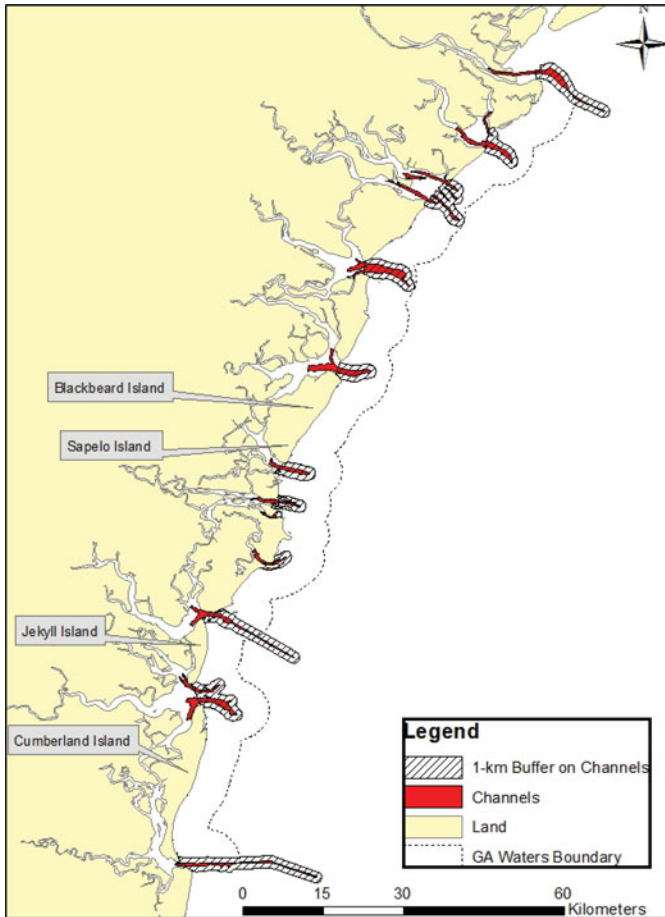 N
Blackbeard Island
Sapelo Island
Jekyll Island
Cumberland Island
Legend
1-km Buffer on Channels
Channels
Land
GA Waters Boundary
0 15 30 60
Kilometers